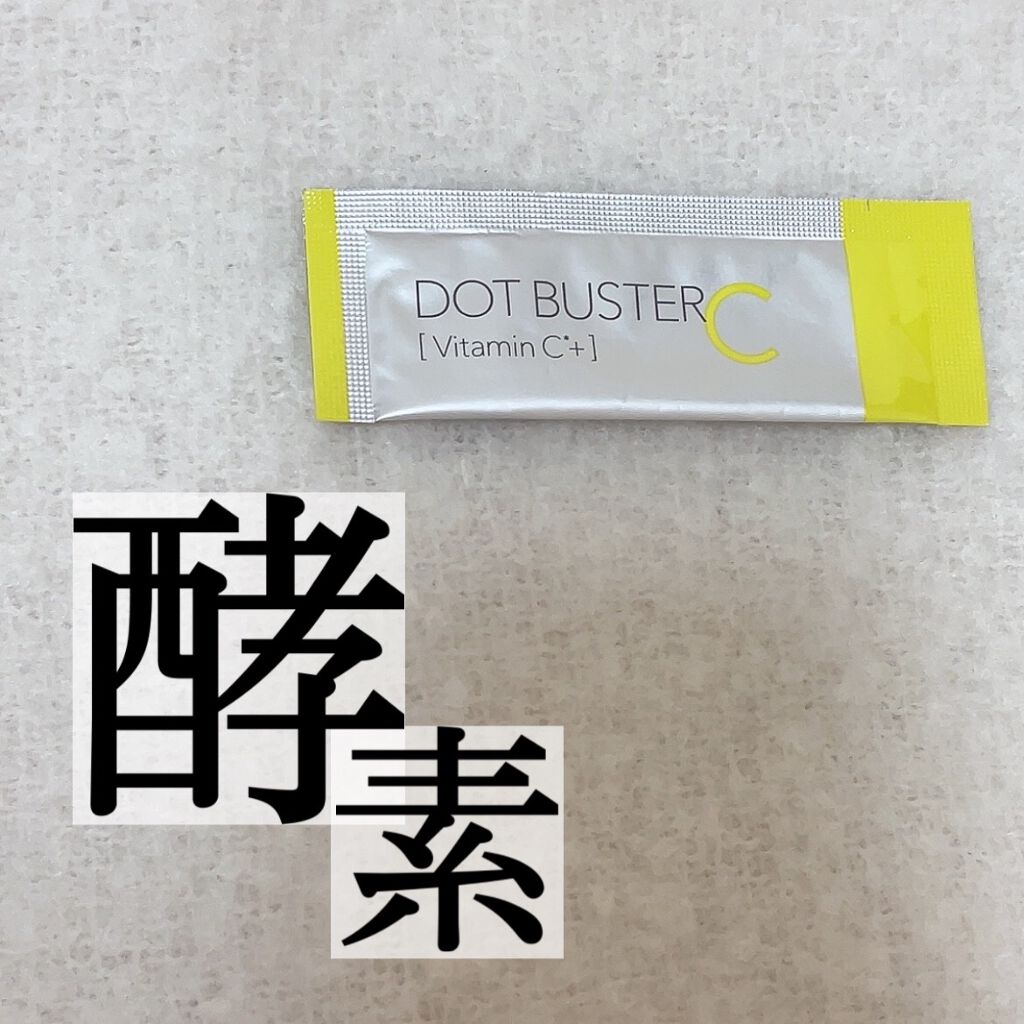 DOT BUSTER C
[Vitamin C*+]
酵
素